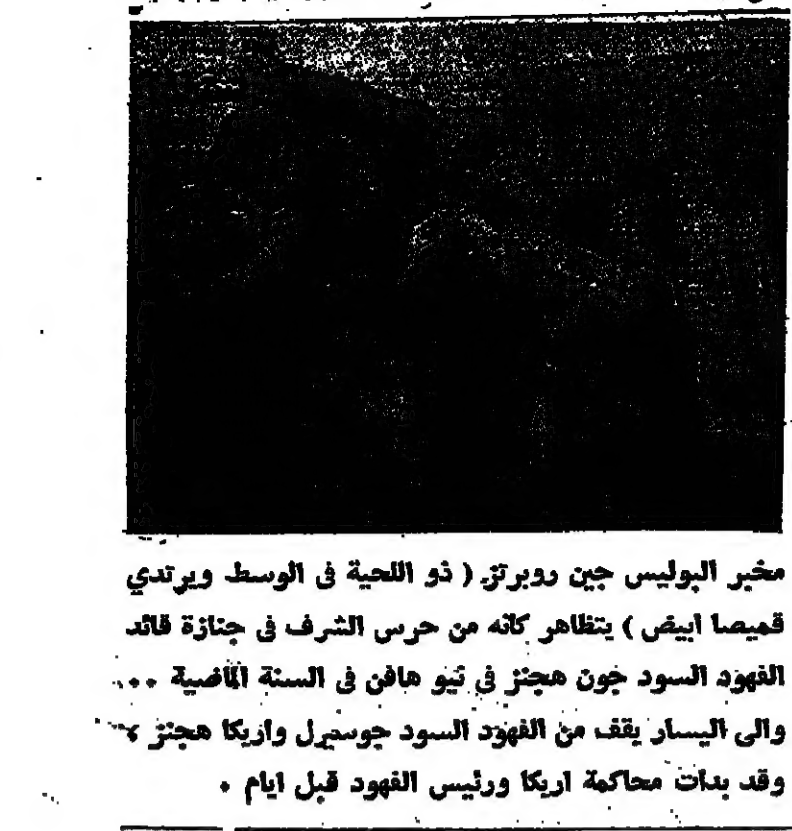 مخبر البوليس جين روبرتز ( ذو اللحية فى الوسط ويرتدي
قميصا ابيض ) يتظاهر كانه من حرس الشرف فى جنازة قائد
الفهود السود جون هجنز في نيو هافن فى السنة الماضية ...
والى اليسار يقف من الفهود السود جوسيرل واريكا هجنز ،
وقد بدات محاكمة اريكا ورئيس الفهود قبل ايام .